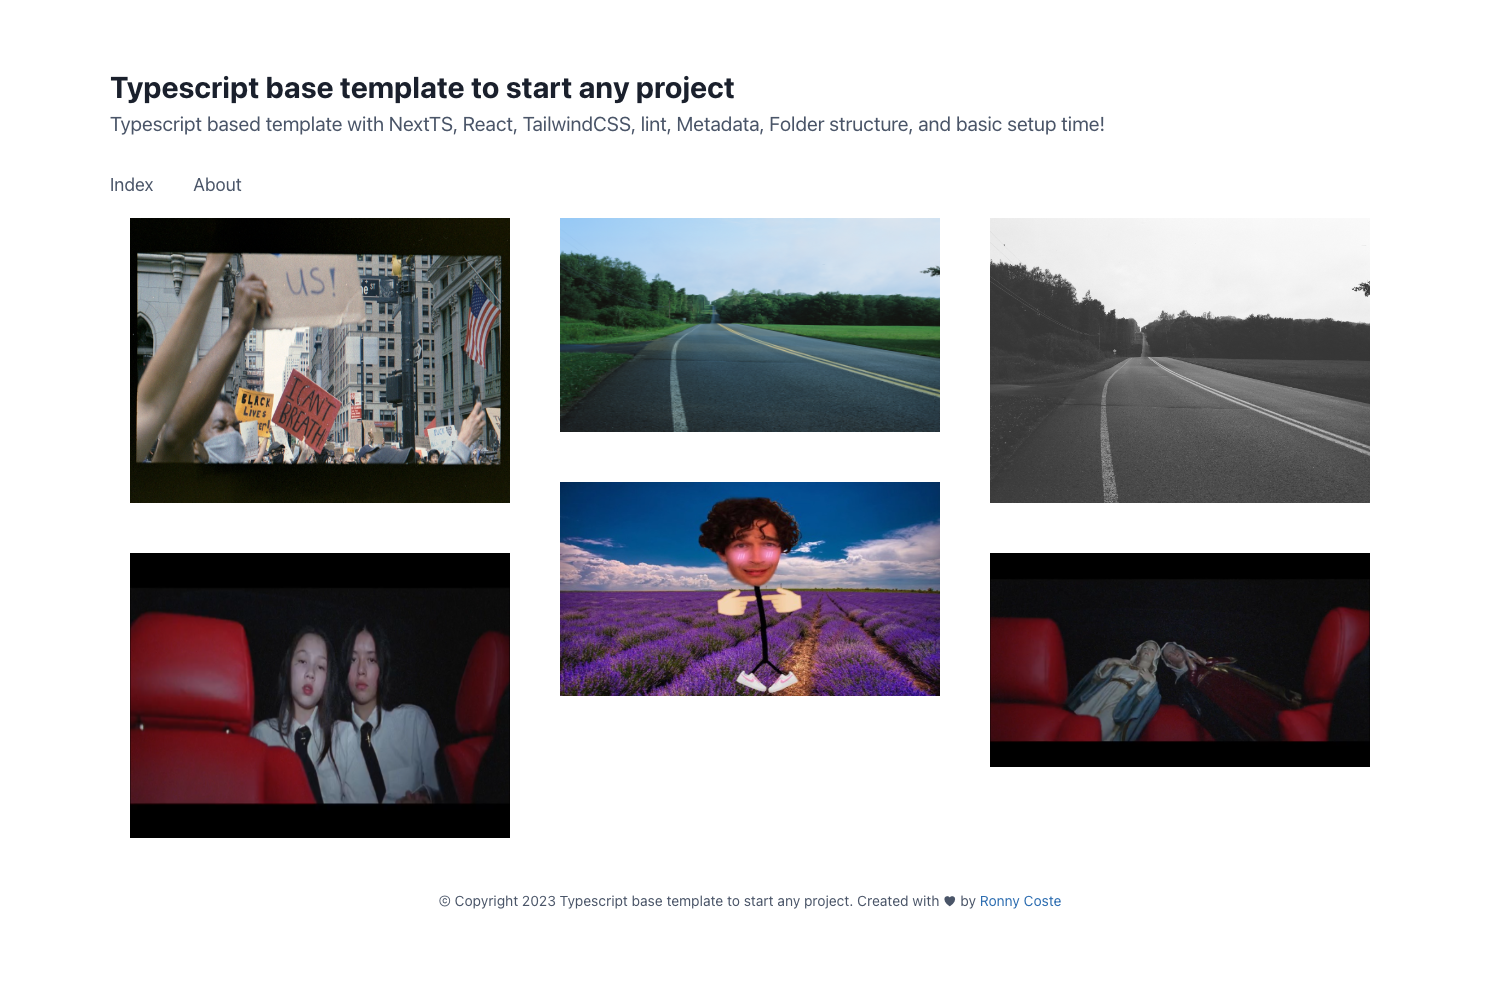 Typescript base template to start any project
Typescript based template with NextTS, React, TailwindCSS, lint, Metadata, Folder structure, and basic setup time!
Index
About
US!
BLACK
LIVES
I CAN'T
BREATH
© Copyright 2023 Typescript base template to start any project. Created with ♥ by Ronny Coste